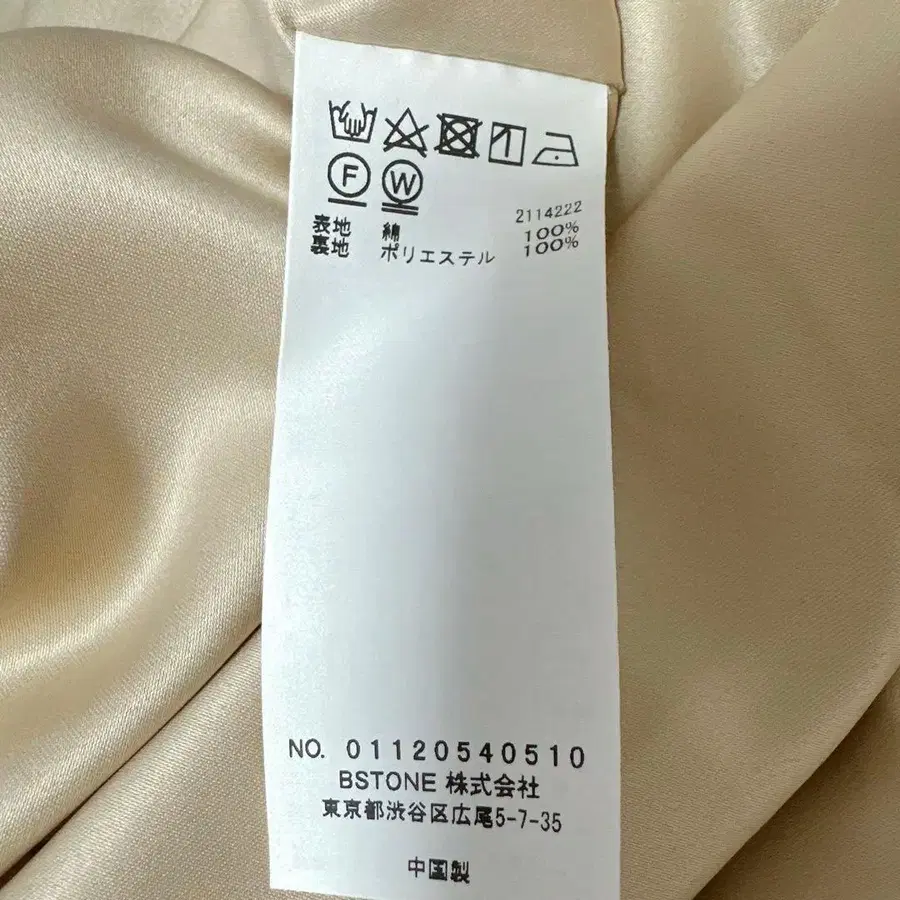 F W
2114222
表地 綿 100%
裏地 ポリエステル 100%
NO. 01120540510
BSTONE 株式会社
東京都渋谷区広尾5-7-35
中国製